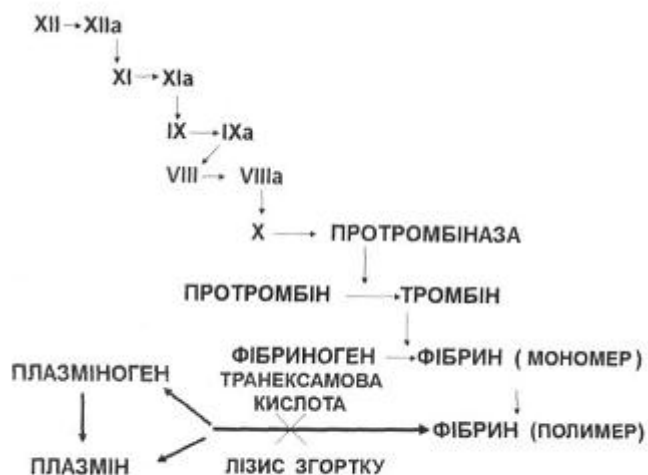 XII → XIIa
XI → XIa
IX → IXa
VIII → VIIIa
X → ПРОТРОМБІНАЗА
ПРОТРОМБІН → ТРОМБІН
ФІБРИНОГЕН → ФІБРИН ( МОНОМЕР)
ПЛАЗМІНОГЕН
ТРАНЕКСАМОВА
КИСЛОТА
ФІБРИН (ПОЛИМЕР)
ПЛАЗМІН
ЛІЗИС ЗГОРТКУ